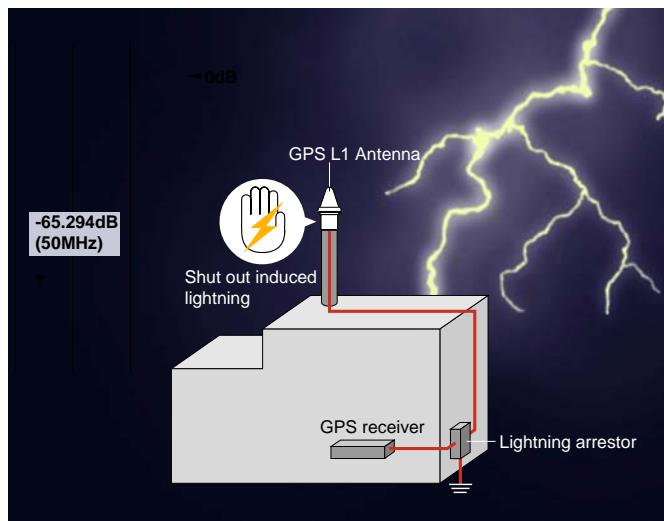 0dB
GPS L1 Antenna
-65.294dB
(50MHz)
Shut out induced
lightning
GPS receiver
Lightning arrestor